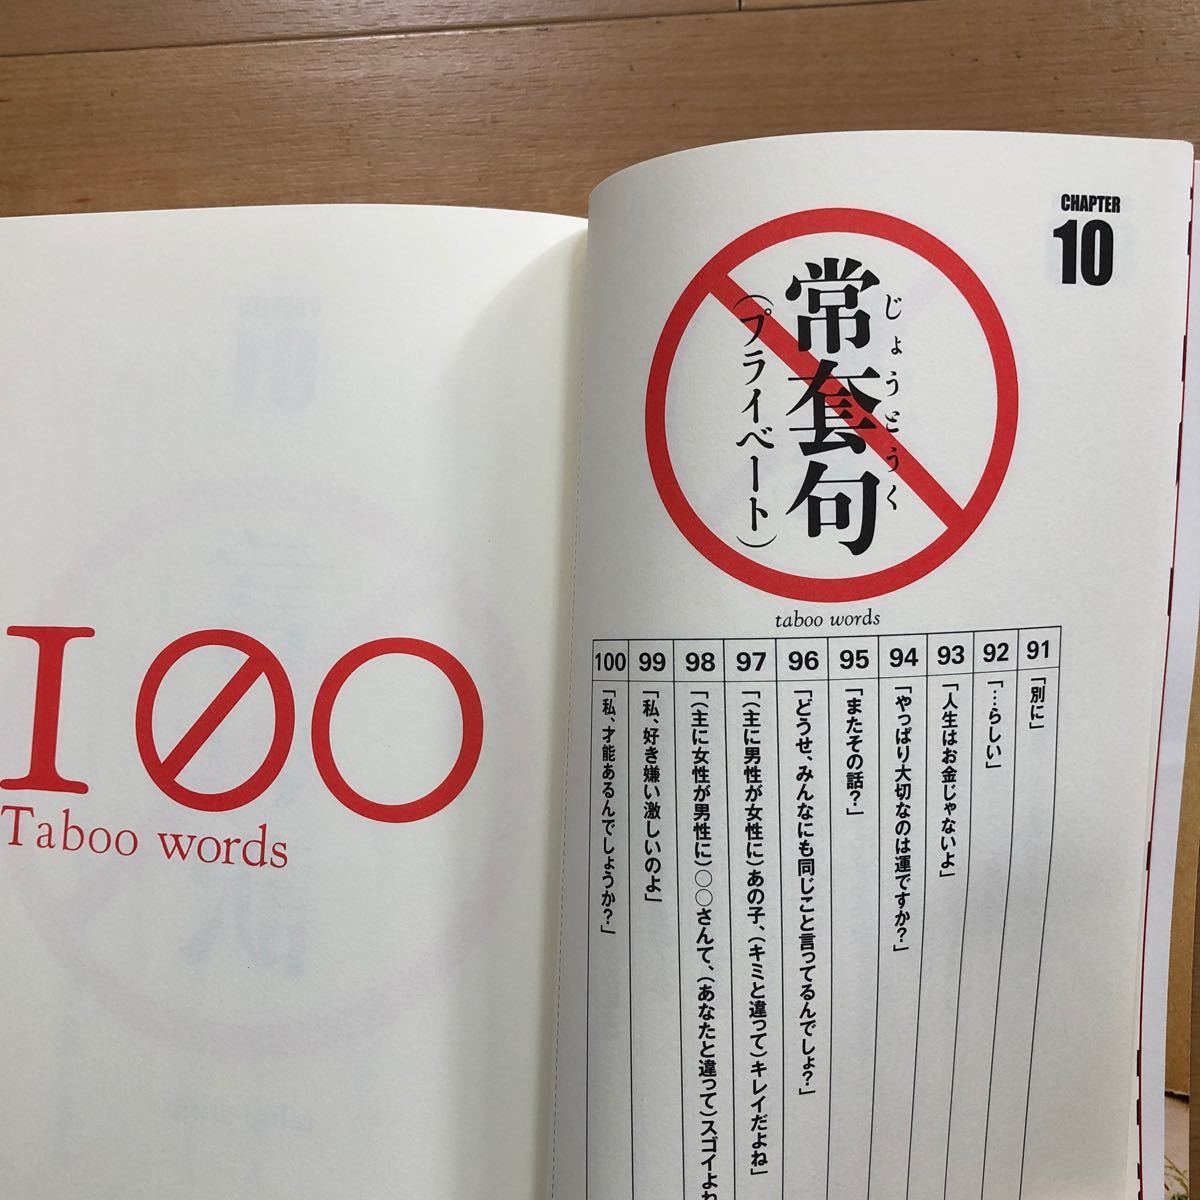 100
Taboo words
CHAPTER
10
じょうとうく
常套句
(プライベート)
taboo words
91
「別に」
92
「…らしい」
93
「人生はお金じゃないよ」
94
「やっぱり大切なのは運ですか?」
95
「またその話?」
96
「どうせ、みんなにも同じこと言ってるんでしょ?」
97
「(主に男性が女性に)あの子、(キミと違って)キレイだよね」
98
「(主に女性が男性に)○○さんて、(あなたと違って)スゴイよね
99
「私、好き嫌い激しいのよ」
100
「私、才能あるんでしょうか?」